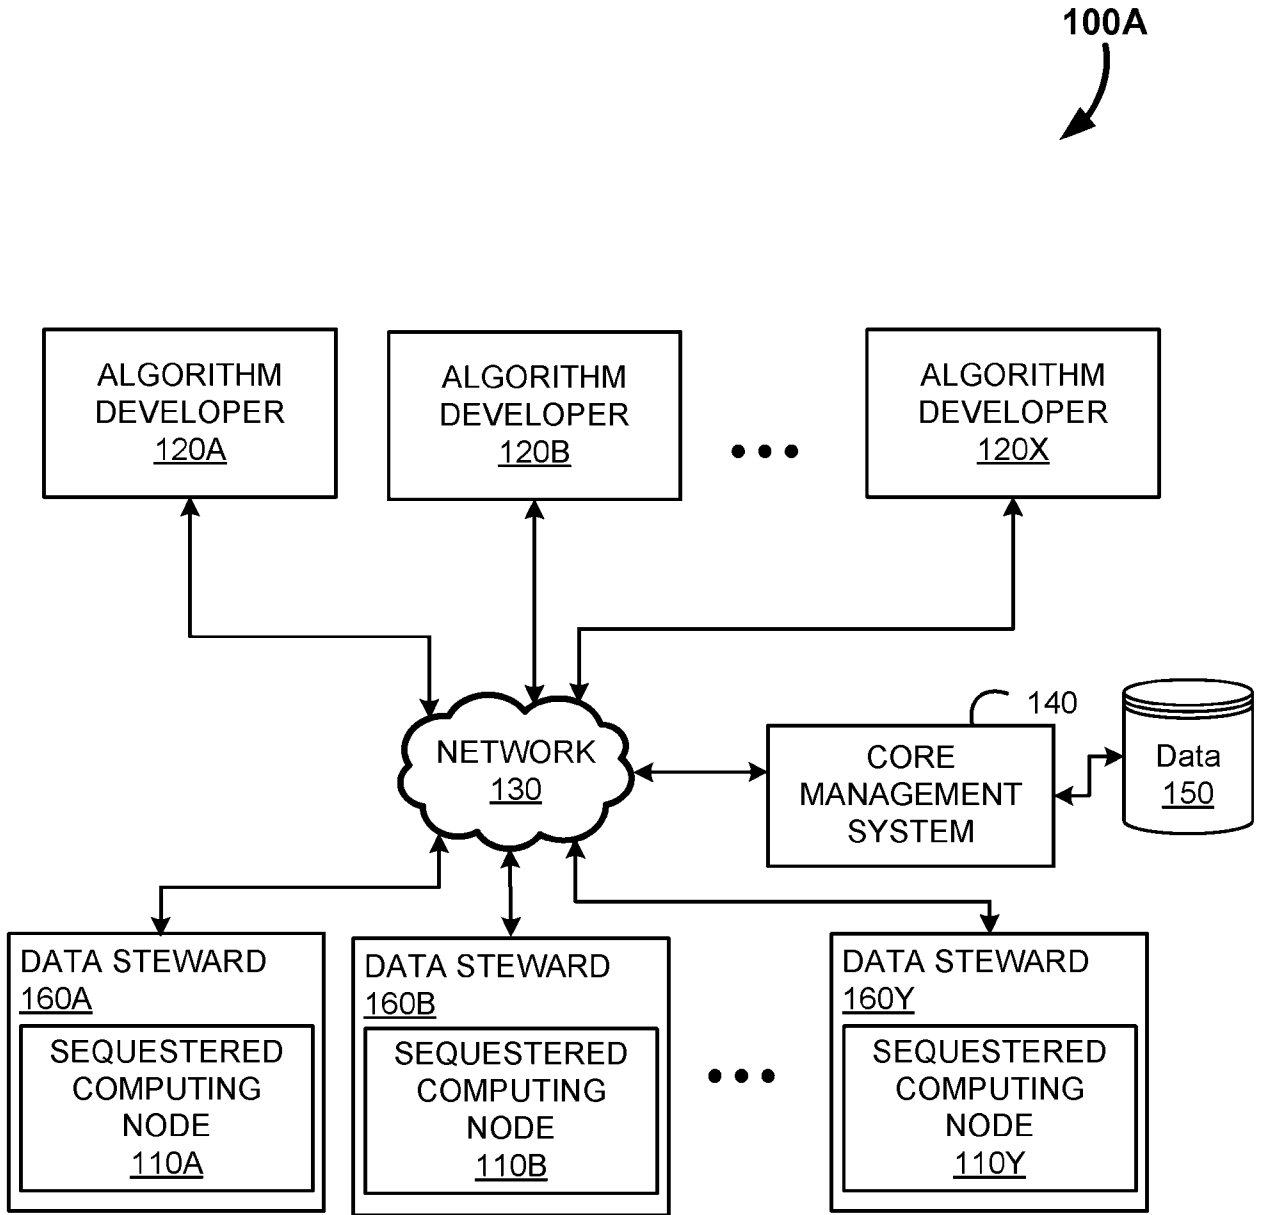 100A
ALGORITHM
DEVELOPER
120A
ALGORITHM
DEVELOPER
120B
ALGORITHM
DEVELOPER
120X
NETWORK
130
140
CORE
MANAGEMENT
SYSTEM
Data
150
DATA STEWARD
160A
SEQUESTERED
COMPUTING
NODE
110A
DATA STEWARD
160B
SEQUESTERED
COMPUTING
NODE
110B
DATA STEWARD
160Y
SEQUESTERED
COMPUTING
NODE
110Y